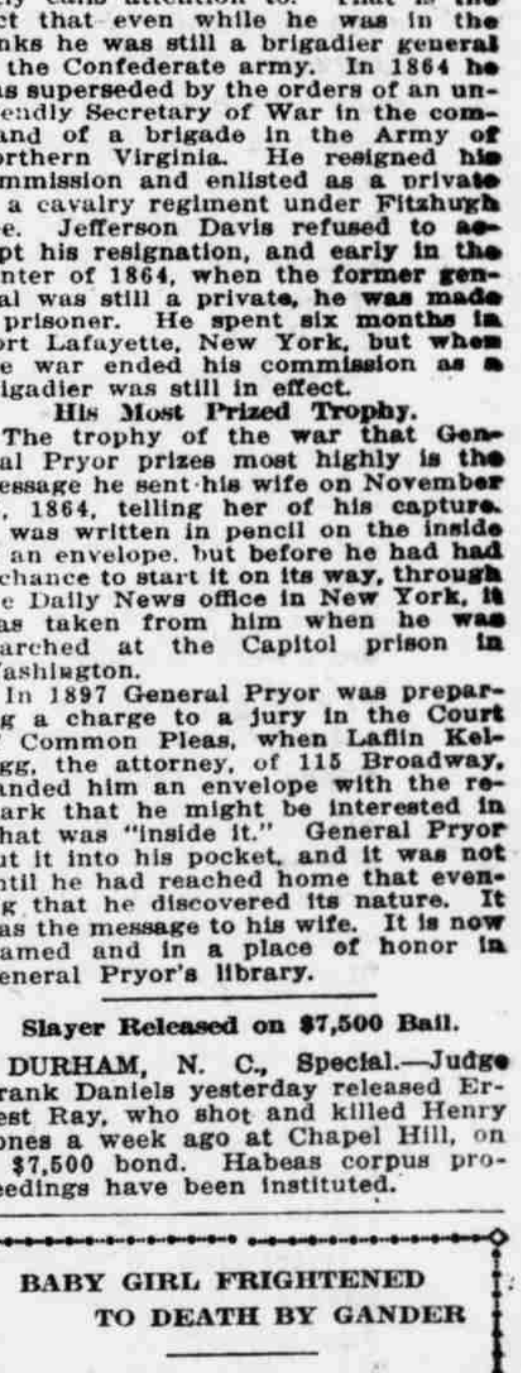 ct that even while he was in the
nks he was still a brigadier general
the Confederate army. In 1864 he
as superseded by the orders of an un-
endly Secretary of War in the com-
and of a brigade in the Army of
orthern Virginia. He resigned his
mmission and enlisted as a private
a cavalry regiment under Fitzhugh
e. Jefferson Davis refused to ac-
pt his resignation, and early in the
nter of 1864, when the former gen-
al was still a private, he was made
prisoner. He spent six months in
ort Lafayette, New York, but when
e war ended his commission as a
igadier was still in effect.
His Most Prized Trophy.
The trophy of the war that Gen-
al Pryor prizes most highly is the
essage he sent his wife on November
, 1864, telling her of his capture.
was written in pencil on the inside
an envelope, but before he had had
chance to start it on its way, through
e Daily News office in New York, it
as taken from him when he was
arched at the Capitol prison in
ashington.
In 1897 General Pryor was prepar-
g a charge to a jury in the Court
Common Pleas, when Laflin Kel-
gg, the attorney, of 115 Broadway,
anded him an envelope with the re-
ark that he might be interested in
hat was "inside it." General Pryor
ut it into his pocket, and it was not
ntil he had reached home that even-
g that he discovered its nature. It
as the message to his wife. It is now
amed and in a place of honor in
eneral Pryor's library.
Slayer Released on $7,500 Bail.
DURHAM, N. C., Special.—Judge
rank Daniels yesterday released Er-
est Ray, who shot and killed Henry
ones a week ago at Chapel Hill, on
$7,500 bond. Habeas corpus pro-
eedings have been instituted.
BABY GIRL FRIGHTENED
TO DEATH BY GANDER